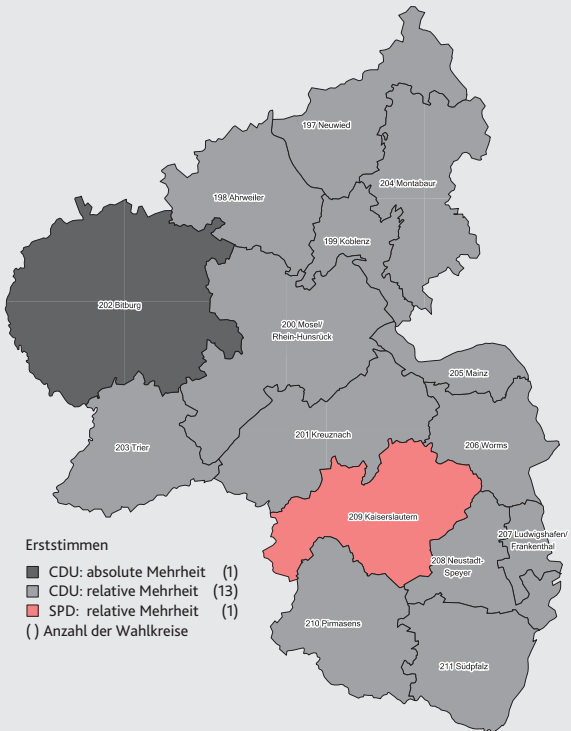 197 Neuwied
204 Montabaur
198 Ahrweiler
199 Koblenz
202 Bitburg
200 Mosel/
Rhein-Hunsrück
205 Mainz
203 Trier
201 Kreuznach
206 Worms
209 Kaiserslautern
207 Ludwigshafen/
Frankenthal
208 Neustadt-
Speyer
210 Pirmasens
211 Südpfalz
Erststimmen
CDU: absolute Mehrheit (1)
CDU: relative Mehrheit (13)
SPD: relative Mehrheit (1)
( ) Anzahl der Wahlkreise